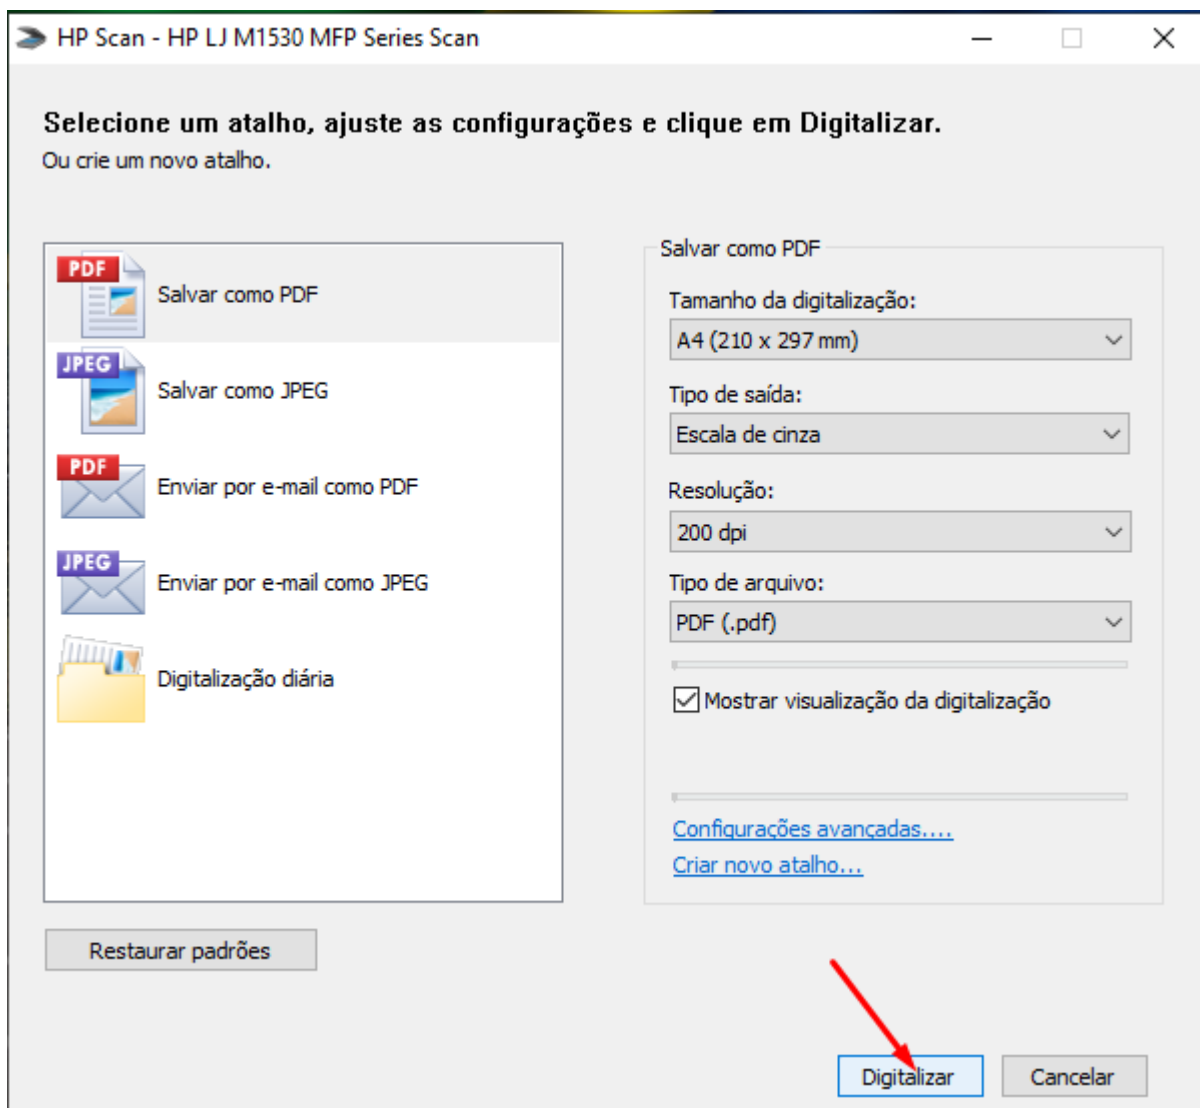 HP Scan - HP LJ M1530 MFP Series Scan
Selecione um atalho, ajuste as configurações e clique em Digitalizar.
Ou crie um novo atalho.
PDF
Salvar como PDF
JPEG
Salvar como JPEG
PDF
Enviar por e-mail como PDF
JPEG
Enviar por e-mail como JPEG
Digitalização diária
Restaurar padrões
Salvar como PDF
Tamanho da digitalização:
A4 (210 x 297 mm)
Tipo de saída:
Escala de cinza
Resolução:
200 dpi
Tipo de arquivo:
PDF (.pdf)
Mostrar visualização da digitalização
Configurações avançadas....
Criar novo atalho...
Digitalizar
Cancelar